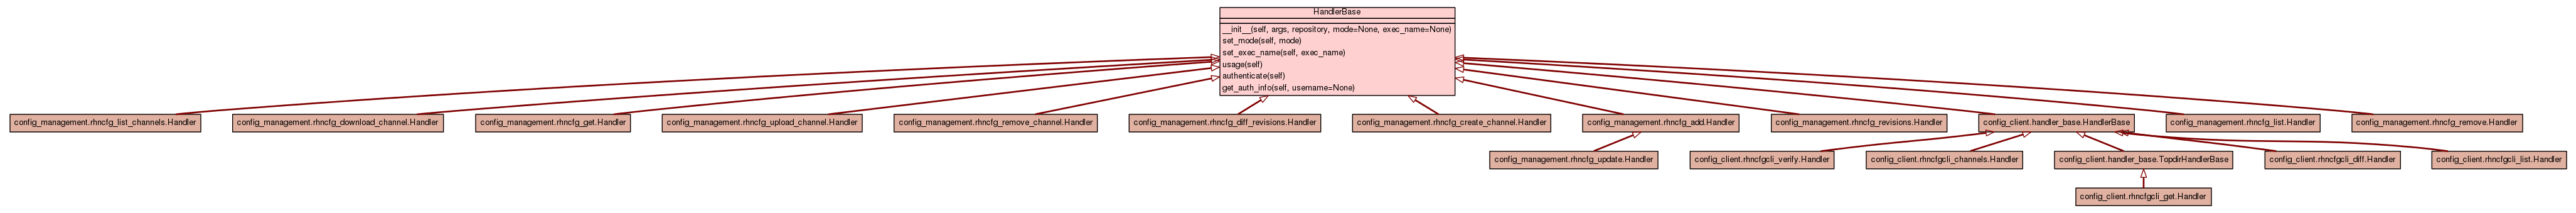 HandlerBase
__init__(self, args, repository, mode=None, exec_name=None)
set_mode(self, mode)
set_exec_name(self, exec_name)
usage(self)
authenticate(self)
get_auth_info(self, username=None)
config_management.rhncfg_list_channels.Handler
config_management.rhncfg_download_channel.Handler
config_management.rhncfg_get.Handler
config_management.rhncfg_upload_channel.Handler
config_management.rhncfg_remove_channel.Handler
config_management.rhncfg_diff_revisions.Handler
config_management.rhncfg_create_channel.Handler
config_management.rhncfg_add.Handler
config_management.rhncfg_revisions.Handler
config_client.handler_base.HandlerBase
config_management.rhncfg_list.Handler
config_management.rhncfg_remove.Handler
config_management.rhncfg_update.Handler
config_client.rhncfgcli_verify.Handler
config_client.rhncfgcli_channels.Handler
config_client.handler_base.TopdirHandlerBase
config_client.rhncfgcli_diff.Handler
config_client.rhncfgcli_list.Handler
config_client.rhncfgcli_get.Handler